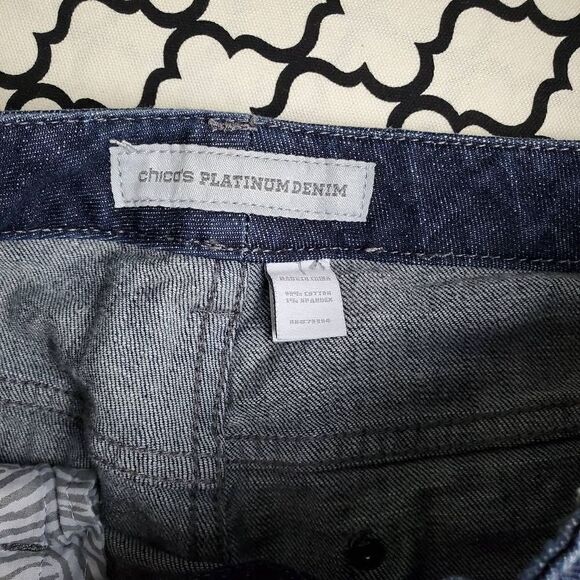 chico's PLATINUM DENIM
MADE IN CHINA
99% COTTON
1% SPANDEX